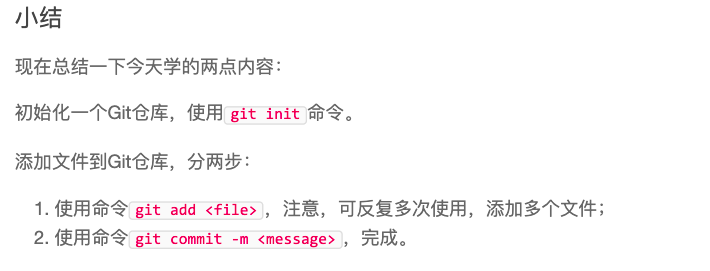 小结
现在总结一下今天学的两点内容：
初始化一个Git仓库，使用git init命令。
添加文件到Git仓库，分两步：
1. 使用命令git add <file>，注意，可反复多次使用，添加多个文件；
2. 使用命令git commit -m <message>，完成。